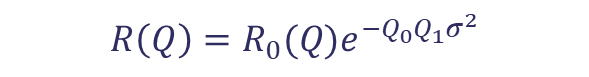 R(Q) = R₀(Q)e^{-Q₀Q₁σ²}